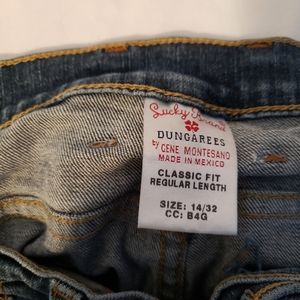 Lucky Brand
DUNGAREES
by GENE MONTESANO
MADE IN MEXICO
CLASSIC FIT
REGULAR LENGTH
SIZE: 14/32
CC: B4G